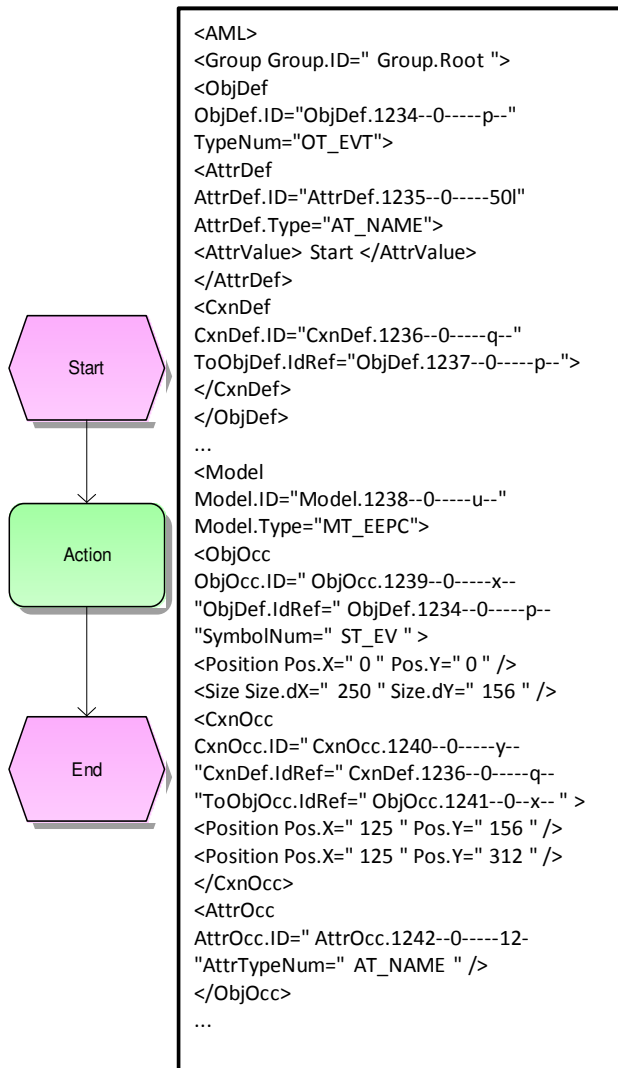 Start
Action
End
<AML>
<Group Group.ID=" Group.Root ">
<ObjDef
ObjDef.ID="ObjDef.1234--0-----p--"
TypeNum="OT_EVT">
<AttrDef
AttrDef.ID="AttrDef.1235--0-----50l"
AttrDef.Type="AT_NAME">
<AttrValue> Start </AttrValue>
</AttrDef>
<CxnDef
CxnDef.ID="CxnDef.1236--0-----q--"
ToObjDef.IdRef="ObjDef.1237--0-----p--">
</CxnDef>
</ObjDef>
...
<Model
Model.ID="Model.1238--0-----u--"
Model.Type="MT_EEPC">
<ObjOcc
ObjOcc.ID=" ObjOcc.1239--0-----x--
"ObjDef.IdRef=" ObjDef.1234--0-----p--
"SymbolNum=" ST_EV " >
<Position Pos.X=" 0 " Pos.Y=" 0 " />
<Size Size.dX=" 250 " Size.dY=" 156 " />
<CxnOcc
CxnOcc.ID=" CxnOcc.1240--0-----y--
"CxnDef.IdRef=" CxnDef.1236--0-----q--
"ToObjOcc.IdRef=" ObjOcc.1241--0--x-- " >
<Position Pos.X=" 125 " Pos.Y=" 156 " />
<Position Pos.X=" 125 " Pos.Y=" 312 " />
</CxnOcc>
<AttrOcc
AttrOcc.ID=" AttrOcc.1242--0-----12-
"AttrTypeNum=" AT_NAME " />
</ObjOcc>
...